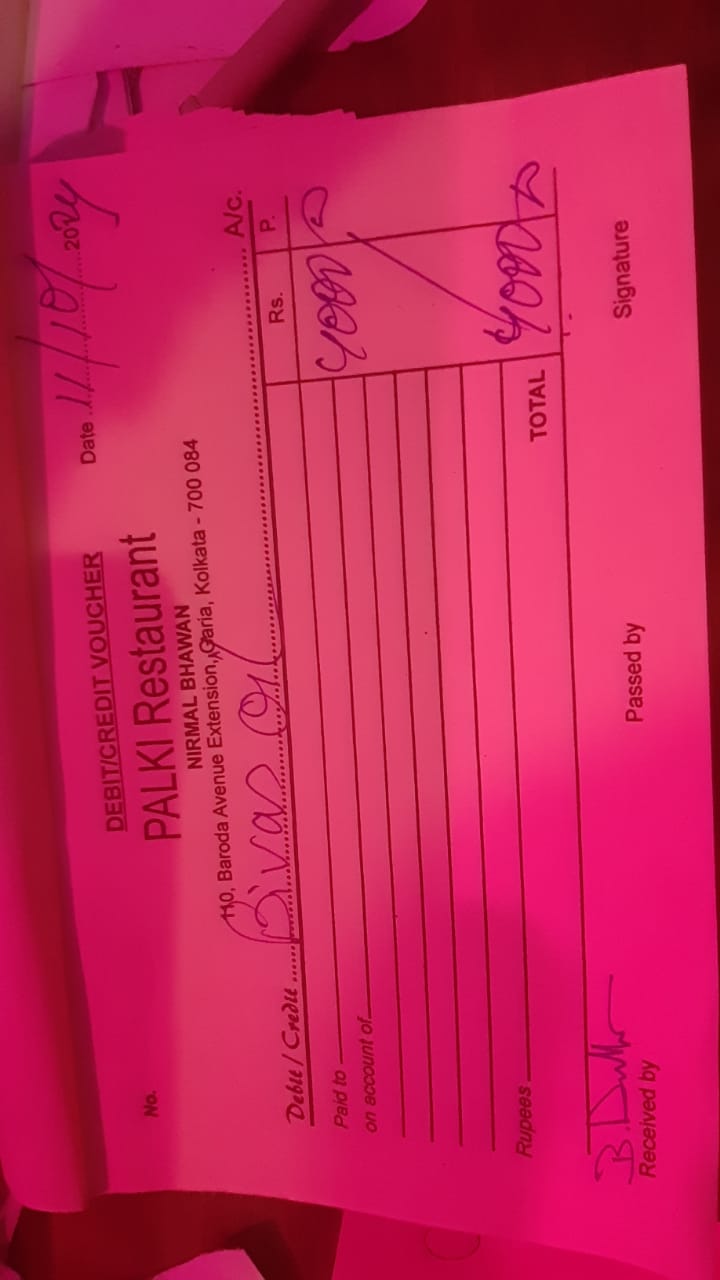 DEBIT/CREDIT VOUCHER
Date 11/10/ 2024
No.
PALKI Restaurant
NIRMAL BHAWAN
110, Baroda Avenue Extension, Garia, Kolkata - 700 084
Debit / Credit Bivas A/c.
Rs. P.
Paid to 4000/-
on account of
Rupees TOTAL 4000/-
B. Dutta
Received by Passed by Signature